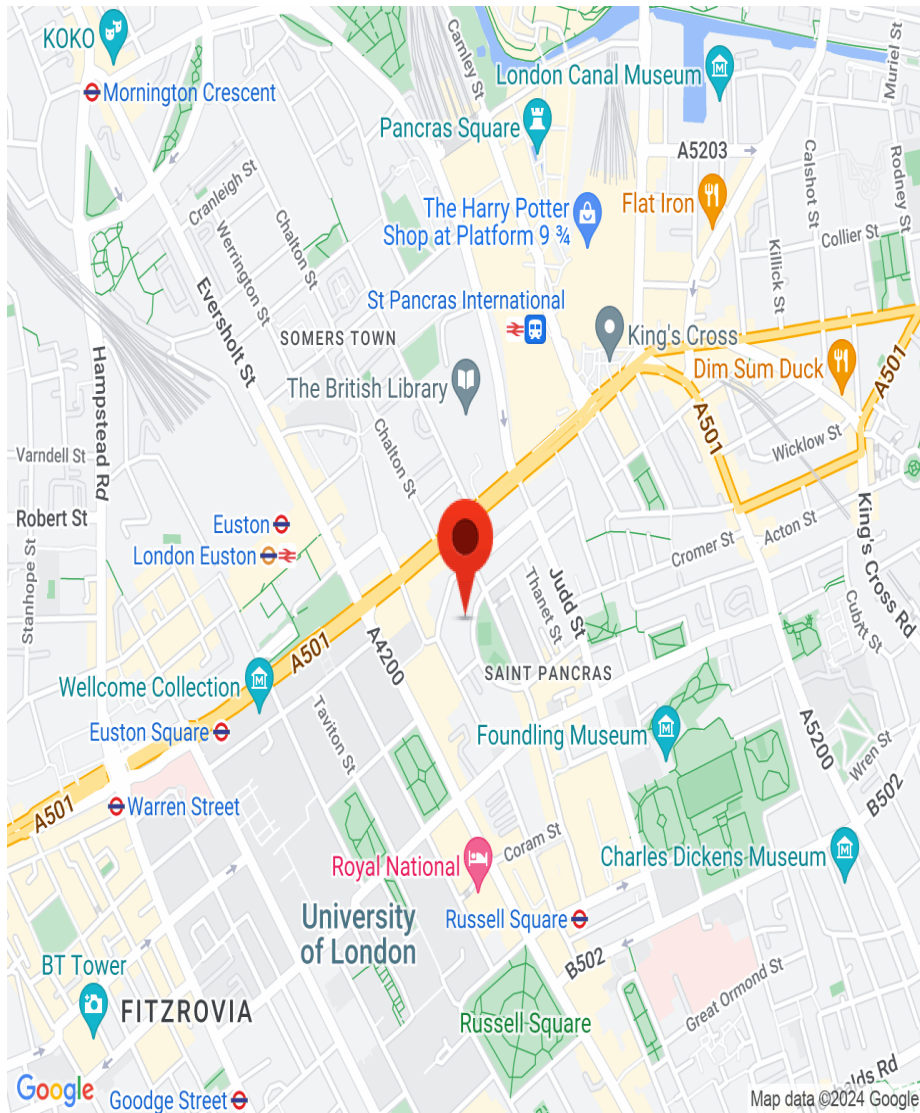 KOKO
Mornington Crescent
Camley St
London Canal Museum
Muriel St
Pancras Square
A5203
Calshot St
Rodney St
Cranleigh St
Werrington St
Chalton St
The Harry Potter
Shop at Platform 9 ¾
Flat Iron
Collier St
Killick St
Eversholt St
St Pancras International
SOMERS TOWN
King's Cross
Hampstead Rd
The British Library
Dim Sum Duck
A501
A501
Chalton St
Wicklow St
Varndell St
Robert St
Euston
London Euston
Stanhope St
Acton St
Cromer St
King's Cross Rd
Judd St
Thanet St
Cubitt St
A501
A4200
SAINT PANCRAS
Wellcome Collection
Taviton St
Euston Square
Foundling Museum
A5200
Wren St
B502
A501
Warren Street
Coram St
Royal National
Charles Dickens Museum
University
of London
Russell Square
B502
BT Tower
FITZROVIA
Great Ormond St
Russell Square
Google
Goodge Street
alds Rd
Map data ©2024 Google